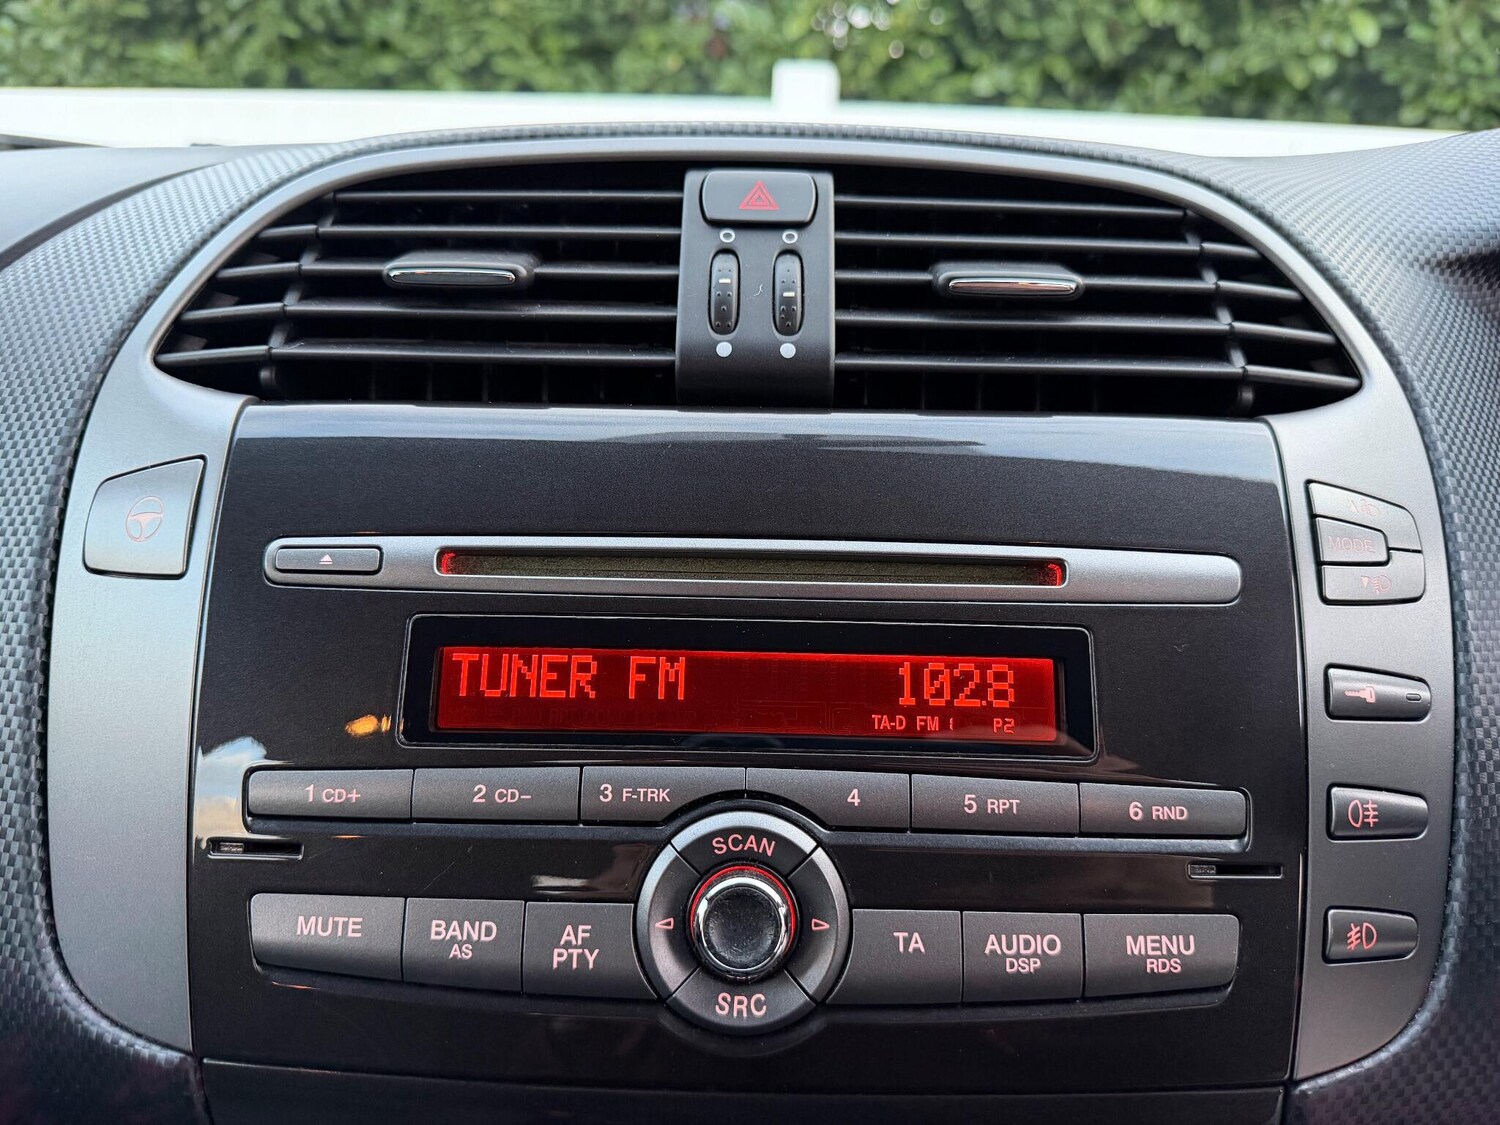 MODE
TUNER FM 102.8
TA-D FM 1 P2
1 CD+ 2 CD- 3 F-TRK 4 5 RPT 6 RND
SCAN
MUTE BAND AF TA AUDIO MENU
AS PTY DSP RDS
SRC